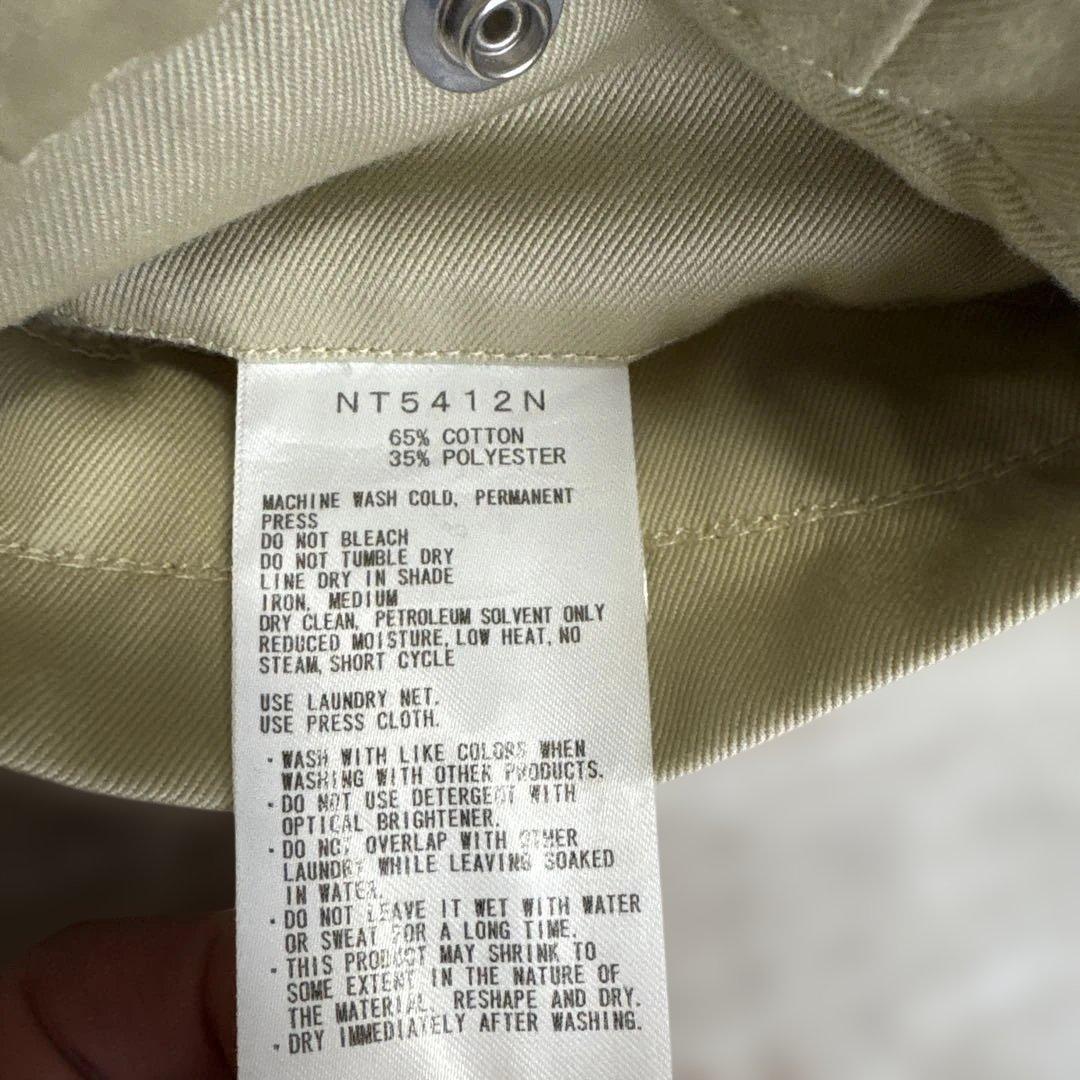 NT5412N
65% COTTON
35% POLYESTER
MACHINE WASH COLD, PERMANENT
PRESS
DO NOT BLEACH
DO NOT TUMBLE DRY
LINE DRY IN SHADE
IRON, MEDIUM
DRY CLEAN, PETROLEUM SOLVENT ONLY
REDUCED MOISTURE, LOW HEAT, NO
STEAM, SHORT CYCLE
USE LAUNDRY NET.
USE PRESS CLOTH.
· WASH WITH LIKE COLORS WHEN
WASHING WITH OTHER PRODUCTS.
· DO NOT USE DETERGENT WITH
OPTICAL BRIGHTENER.
· DO NOT OVERLAP WITH OTHER
LAUNDRY WHILE LEAVING SOAKED
IN WATER.
· DO NOT LEAVE IT WET WITH WATER
OR SWEAT FOR A LONG TIME.
· THIS PRODUCT MAY SHRINK TO
SOME EXTENT IN THE NATURE OF
THE MATERIAL. RESHAPE AND DRY.
· DRY IMMEDIATELY AFTER WASHING.